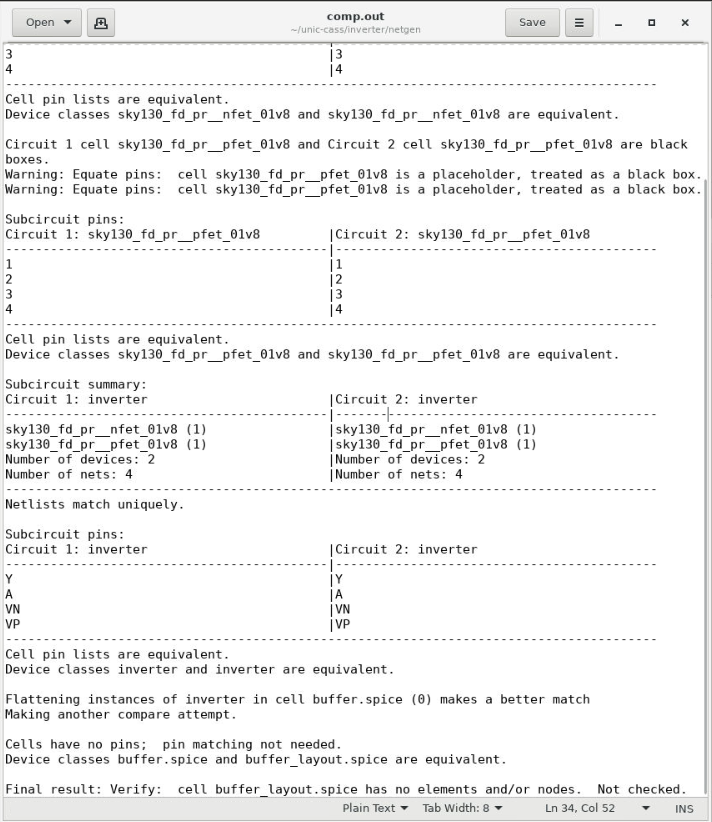 Open
comp.out
~/unic-cass/inverter/netgen
Save
3 |3
4 |4
---------------------------------------------------------------------------------------
Cell pin lists are equivalent.
Device classes sky130_fd_pr__nfet_01v8 and sky130_fd_pr__nfet_01v8 are equivalent.
Circuit 1 cell sky130_fd_pr__pfet_01v8 and Circuit 2 cell sky130_fd_pr__pfet_01v8 are black
boxes.
Warning: Equate pins:  cell sky130_fd_pr__pfet_01v8 is a placeholder, treated as a black box.
Warning: Equate pins:  cell sky130_fd_pr__pfet_01v8 is a placeholder, treated as a black box.
Subcircuit pins:
Circuit 1: sky130_fd_pr__pfet_01v8 |Circuit 2: sky130_fd_pr__pfet_01v8
-------------------------------------------|-------------------------------------------
1 |1
2 |2
3 |3
4 |4
---------------------------------------------------------------------------------------
Cell pin lists are equivalent.
Device classes sky130_fd_pr__pfet_01v8 and sky130_fd_pr__pfet_01v8 are equivalent.
Subcircuit summary:
Circuit 1: inverter |Circuit 2: inverter
-------------------------------------------|-------------------------------------------
sky130_fd_pr__nfet_01v8 (1) |sky130_fd_pr__nfet_01v8 (1)
sky130_fd_pr__pfet_01v8 (1) |sky130_fd_pr__pfet_01v8 (1)
Number of devices: 2 |Number of devices: 2
Number of nets: 4 |Number of nets: 4
---------------------------------------------------------------------------------------
Netlists match uniquely.
Subcircuit pins:
Circuit 1: inverter |Circuit 2: inverter
-------------------------------------------|-------------------------------------------
Y |Y
A |A
VN |VN
VP |VP
---------------------------------------------------------------------------------------
Cell pin lists are equivalent.
Device classes inverter and inverter are equivalent.
Flattening instances of inverter in cell buffer.spice (0) makes a better match
Making another compare attempt.
Cells have no pins;  pin matching not needed.
Device classes buffer.spice and buffer_layout.spice are equivalent.
Final result: Verify:  cell buffer_layout.spice has no elements and/or nodes.  Not checked.
Plain Text Tab Width: 8 Ln 34, Col 52 INS